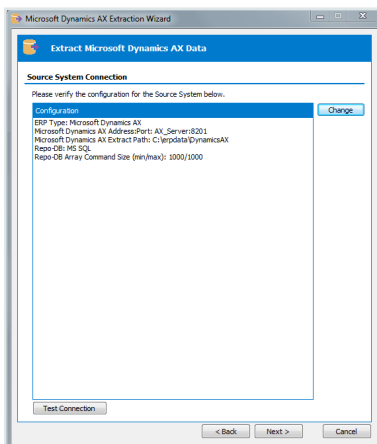 Microsoft Dynamics AX Extraction Wizard
Extract Microsoft Dynamics AX Data
Source System Connection
Please verify the configuration for the Source System below.
Configuration
Change
ERP Type: Microsoft Dynamics AX
Microsoft Dynamics AX Address:Port: AX_Server:8201
Microsoft Dynamics AX Extract Path: C:\erpdata\DynamicsAX
Repo-DB: MS SQL
Repo-DB Array Command Size (min/max): 1000/1000
Test Connection
< Back
Next >
Cancel